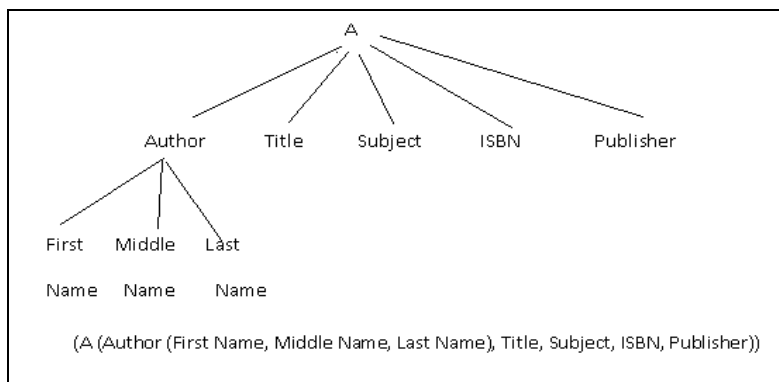 A
Author Title Subject ISBN Publisher
First Middle Last
Name Name Name
(A (Author (First Name, Middle Name, Last Name), Title, Subject, ISBN, Publisher))